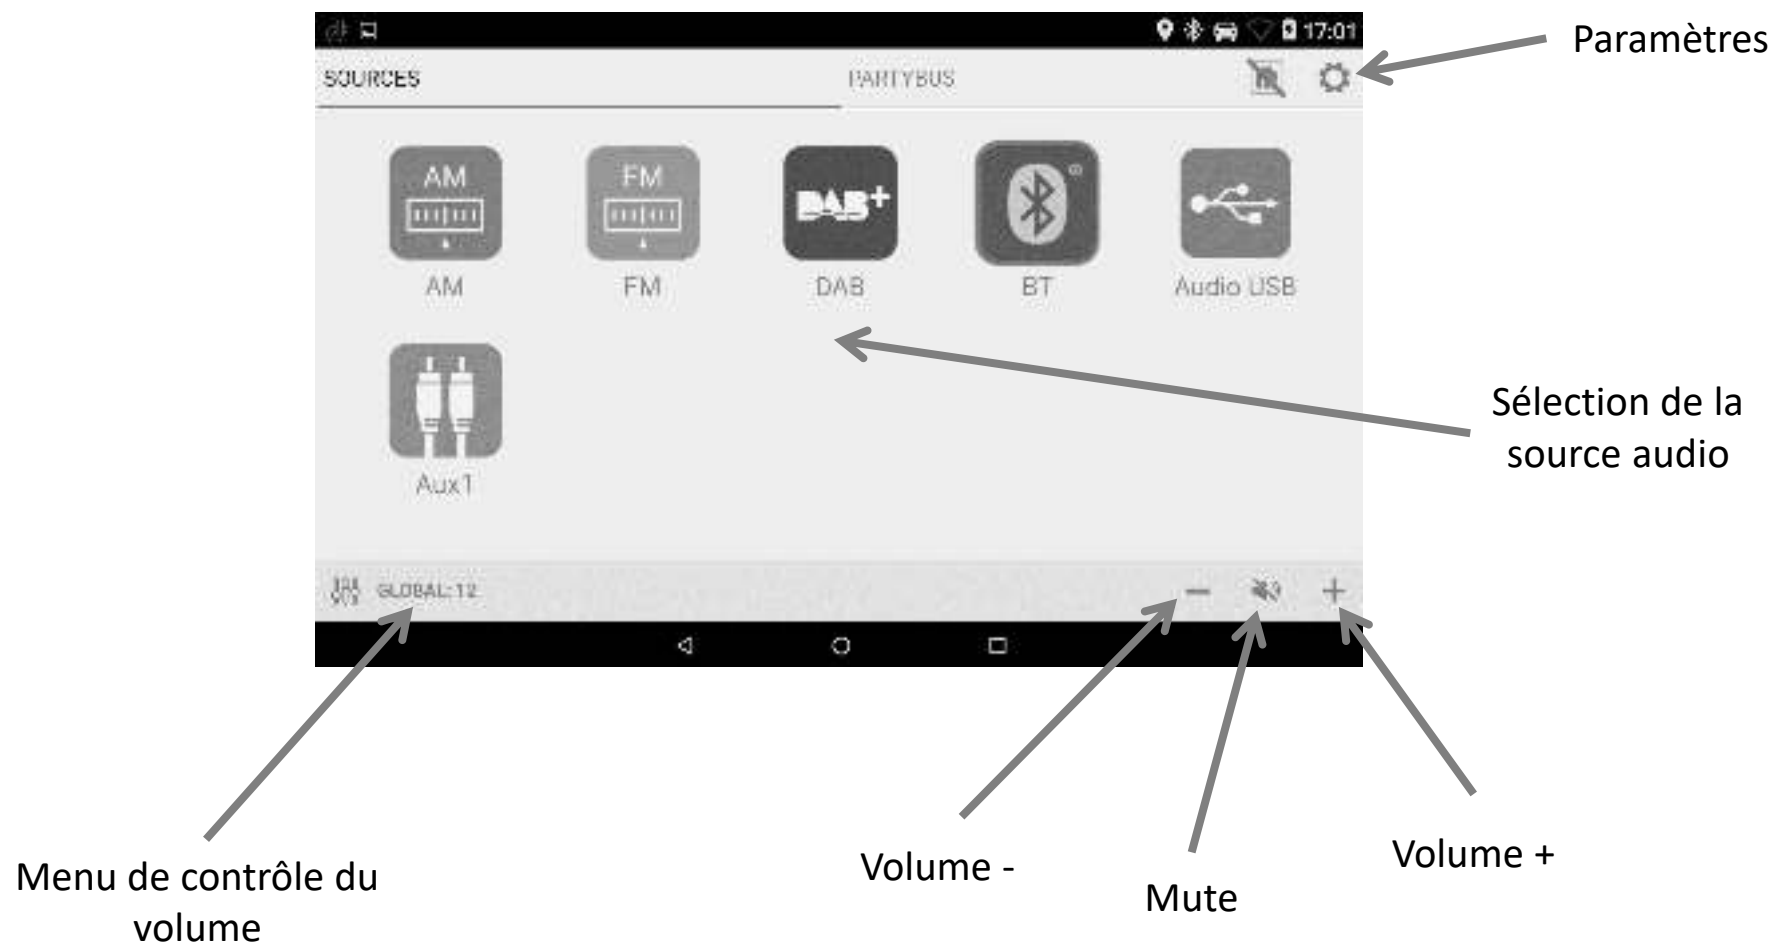 17:01
Paramètres
SOURCES
PARTYBUS
AM
FM
DAB+
AM
FM
DAB
BT
Audio USB
Sélection de la
source audio
Aux1
GLOBAL: 12
Menu de contrôle du
volume
Volume -
Mute
Volume +